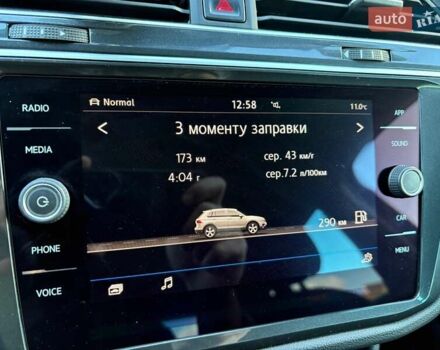 auto RIA
RADIO
MEDIA
PHONE
VOICE
Normal 12:58 11.0°C
З моменту заправки
173 км сер. 43 км/г
4:04 г сер.7.2 л/100км
290 км
APP
SOUND
CAR
MENU